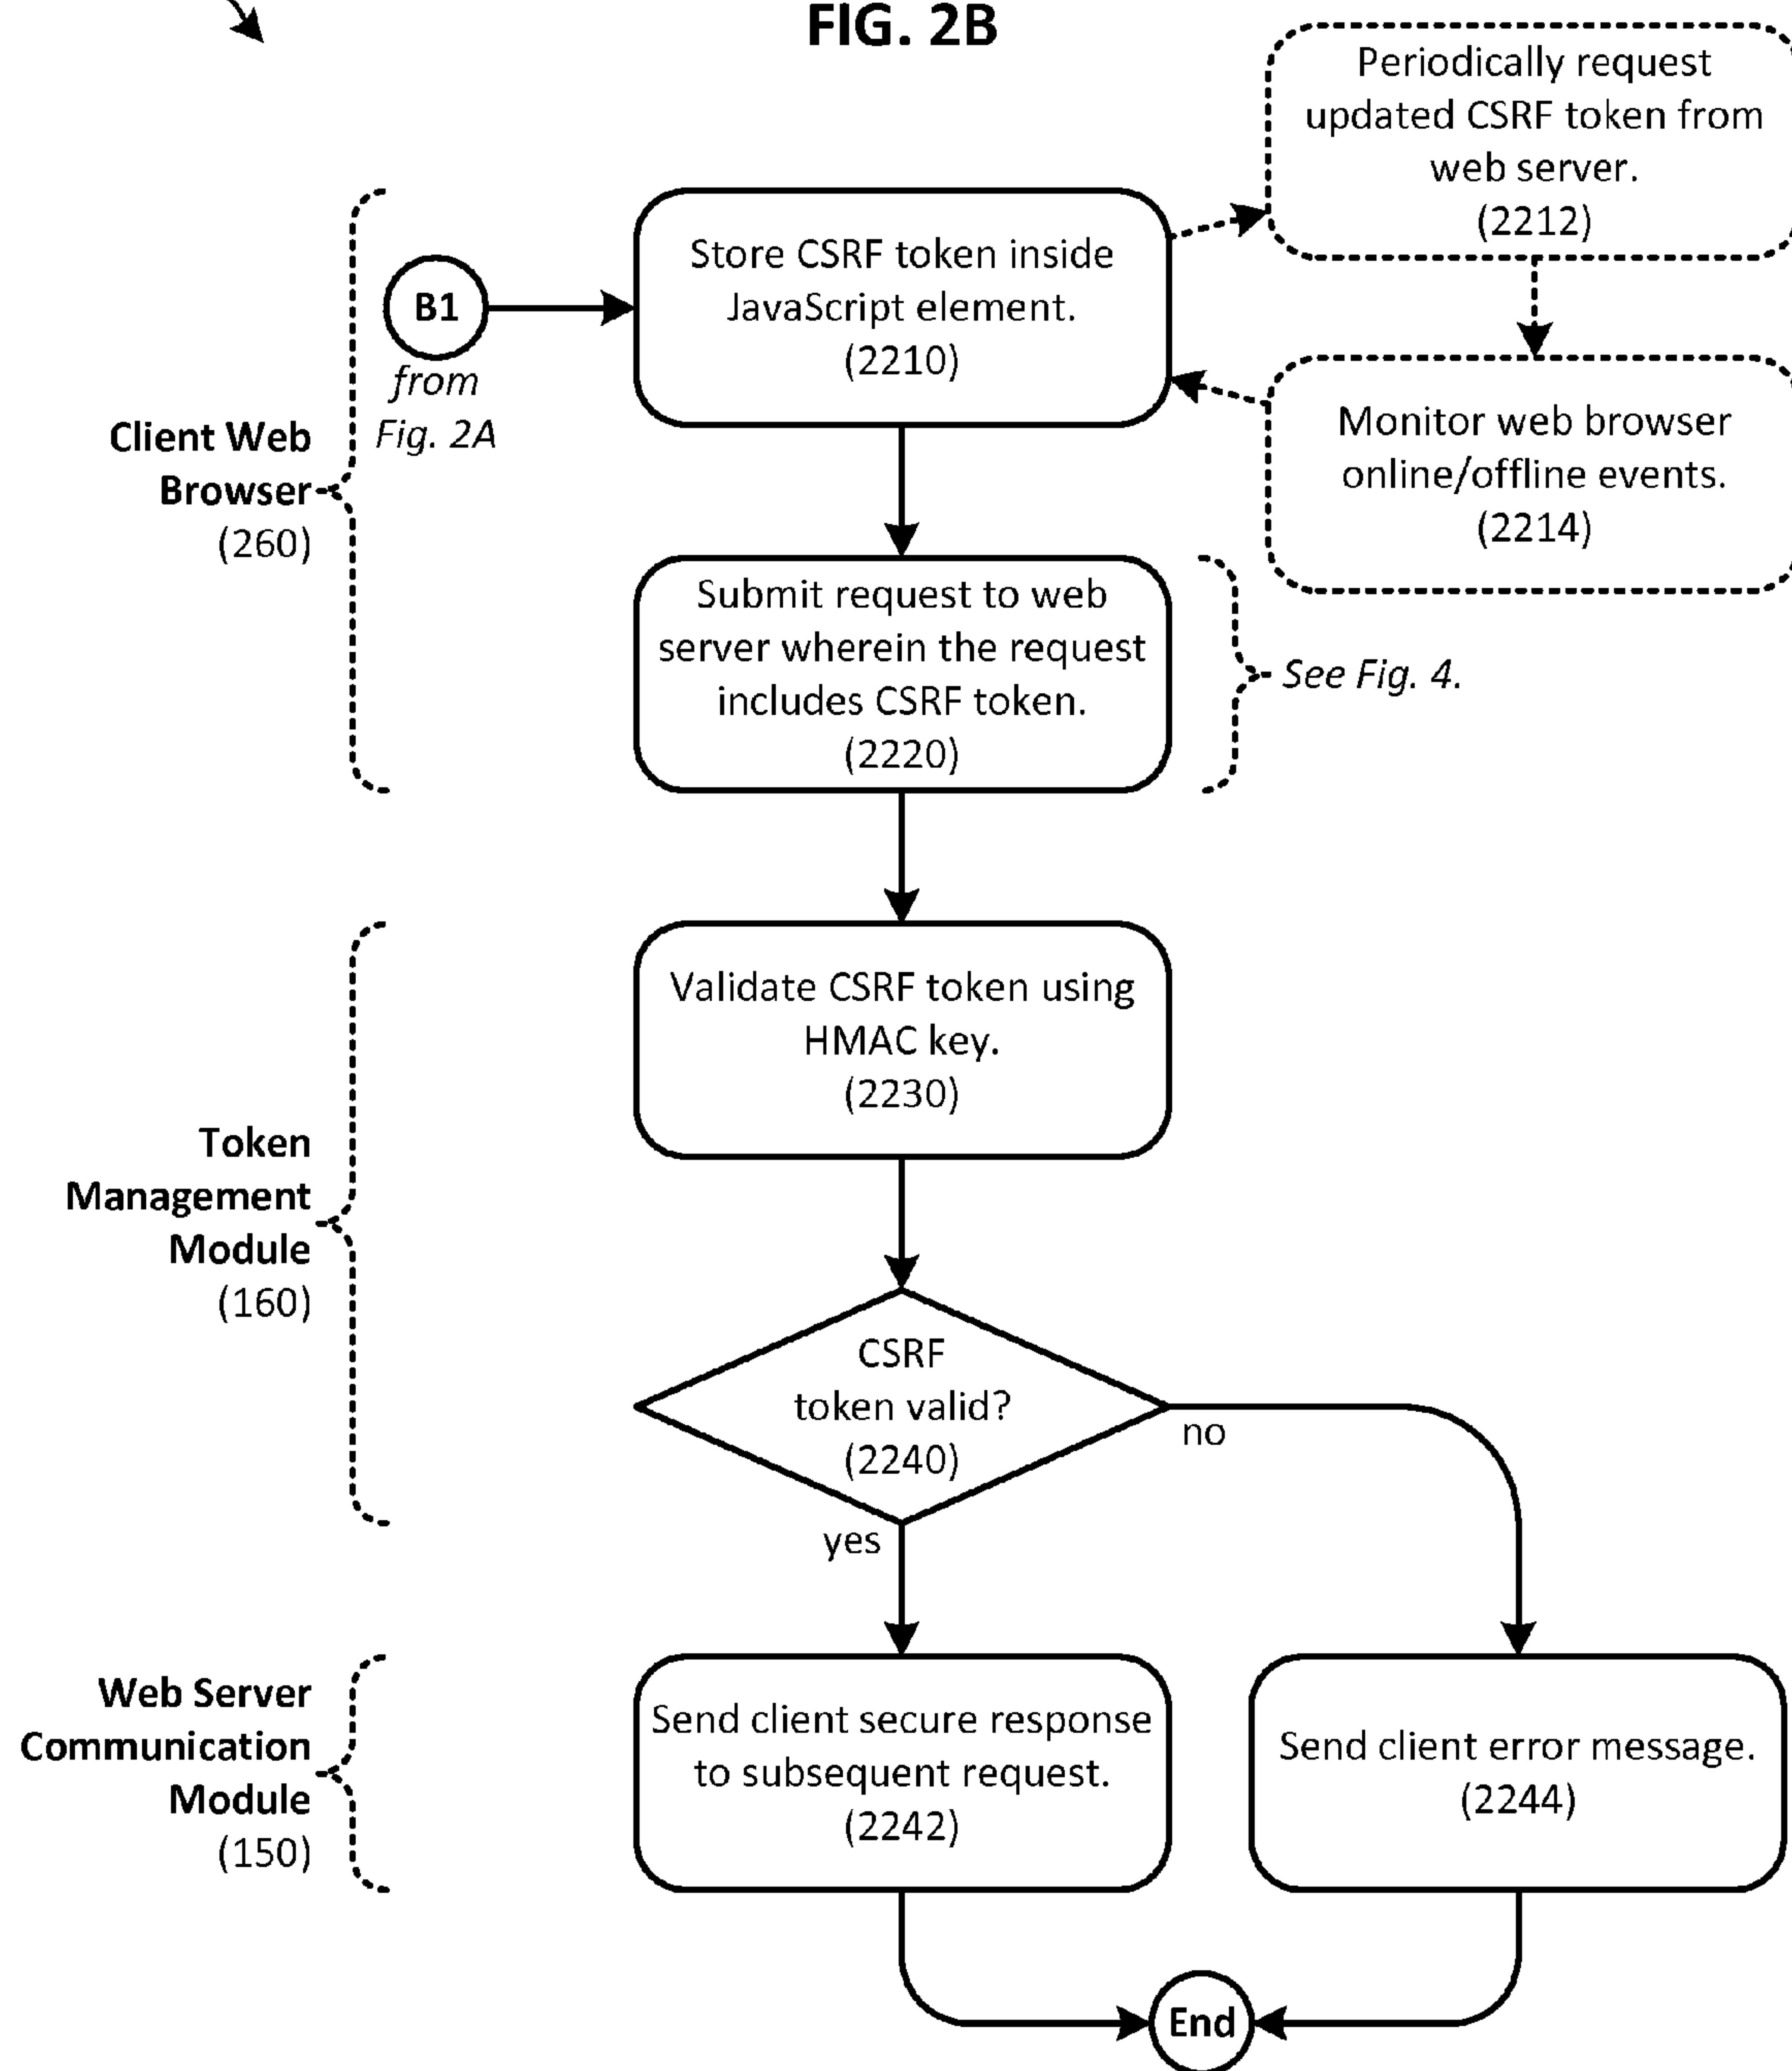 FIG. 2B
Periodically request
updated CSRF token from
web server.
(2212)
Store CSRF token inside
JavaScript element.
(2210)
B1
from
Fig. 2A
Client Web
Browser
(260)
Monitor web browser
online/offline events.
(2214)
Submit request to web
server wherein the request
includes CSRF token.
(2220)
See Fig. 4.
Validate CSRF token using
HMAC key.
(2230)
Token
Management
Module
(160)
CSRF
token valid?
(2240)
no
yes
Web Server
Communication
Module
(150)
Send client secure response
to subsequent request.
(2242)
Send client error message.
(2244)
End